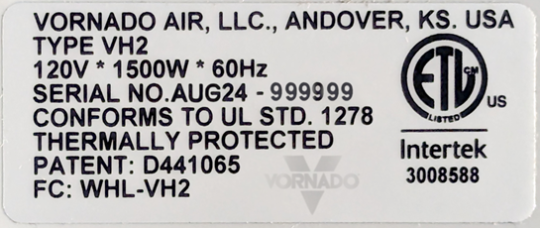 VORNADO AIR, LLC., ANDOVER, KS. USA
TYPE VH2
120V * 1500W * 60Hz
SERIAL NO.AUG24 - 999999
CONFORMS TO UL STD. 1278
THERMALLY PROTECTED
PATENT: D441065
FC: WHL-VH2
VORNADO
ETL CM
LISTED
US
Intertek
3008588